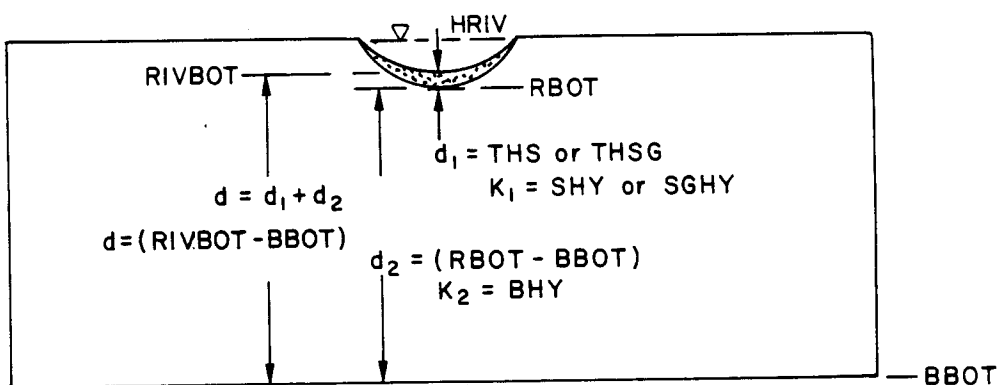 HRIV
RIVBOT
RBOT
d₁ = THS or THSG
K₁ = SHY or SGHY
d = d₁ + d₂
d = (RIVBOT - BBOT)
d₂ = (RBOT - BBOT)
K₂ = BHY
BBOT